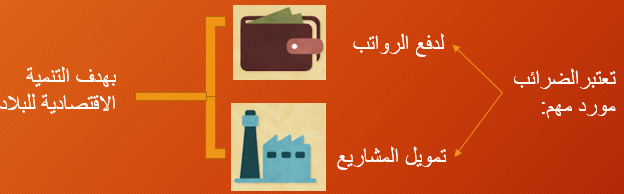 تعتبرالضرائب
مورد مهم:
لدفع الرواتب
تمويل المشاريع
بهدف التنمية
الاقتصادية للبلاد